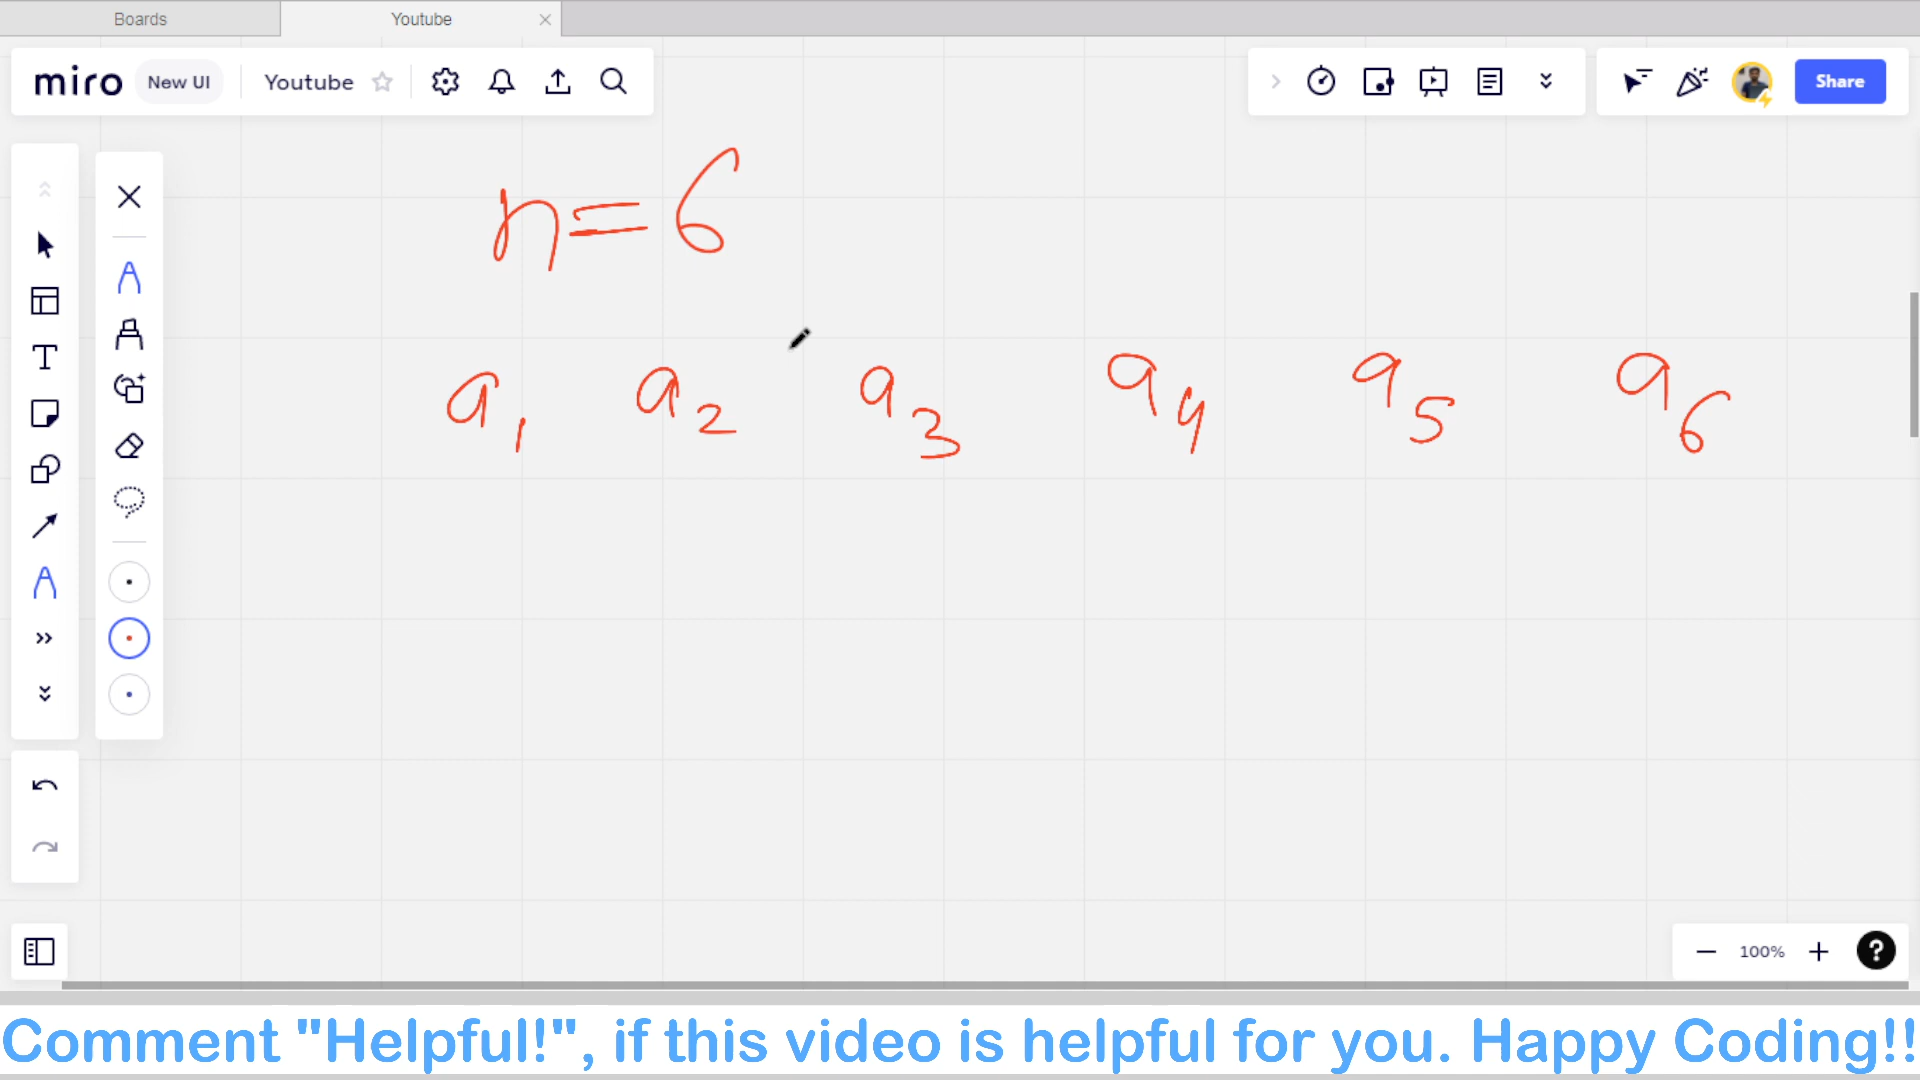 Boards Youtube
miro New UI Youtube Share
n=6
a1 a2 a3 a4 a5 a6
100% ?
Comment "Helpful!", if this video is helpful for you. Happy Coding!!